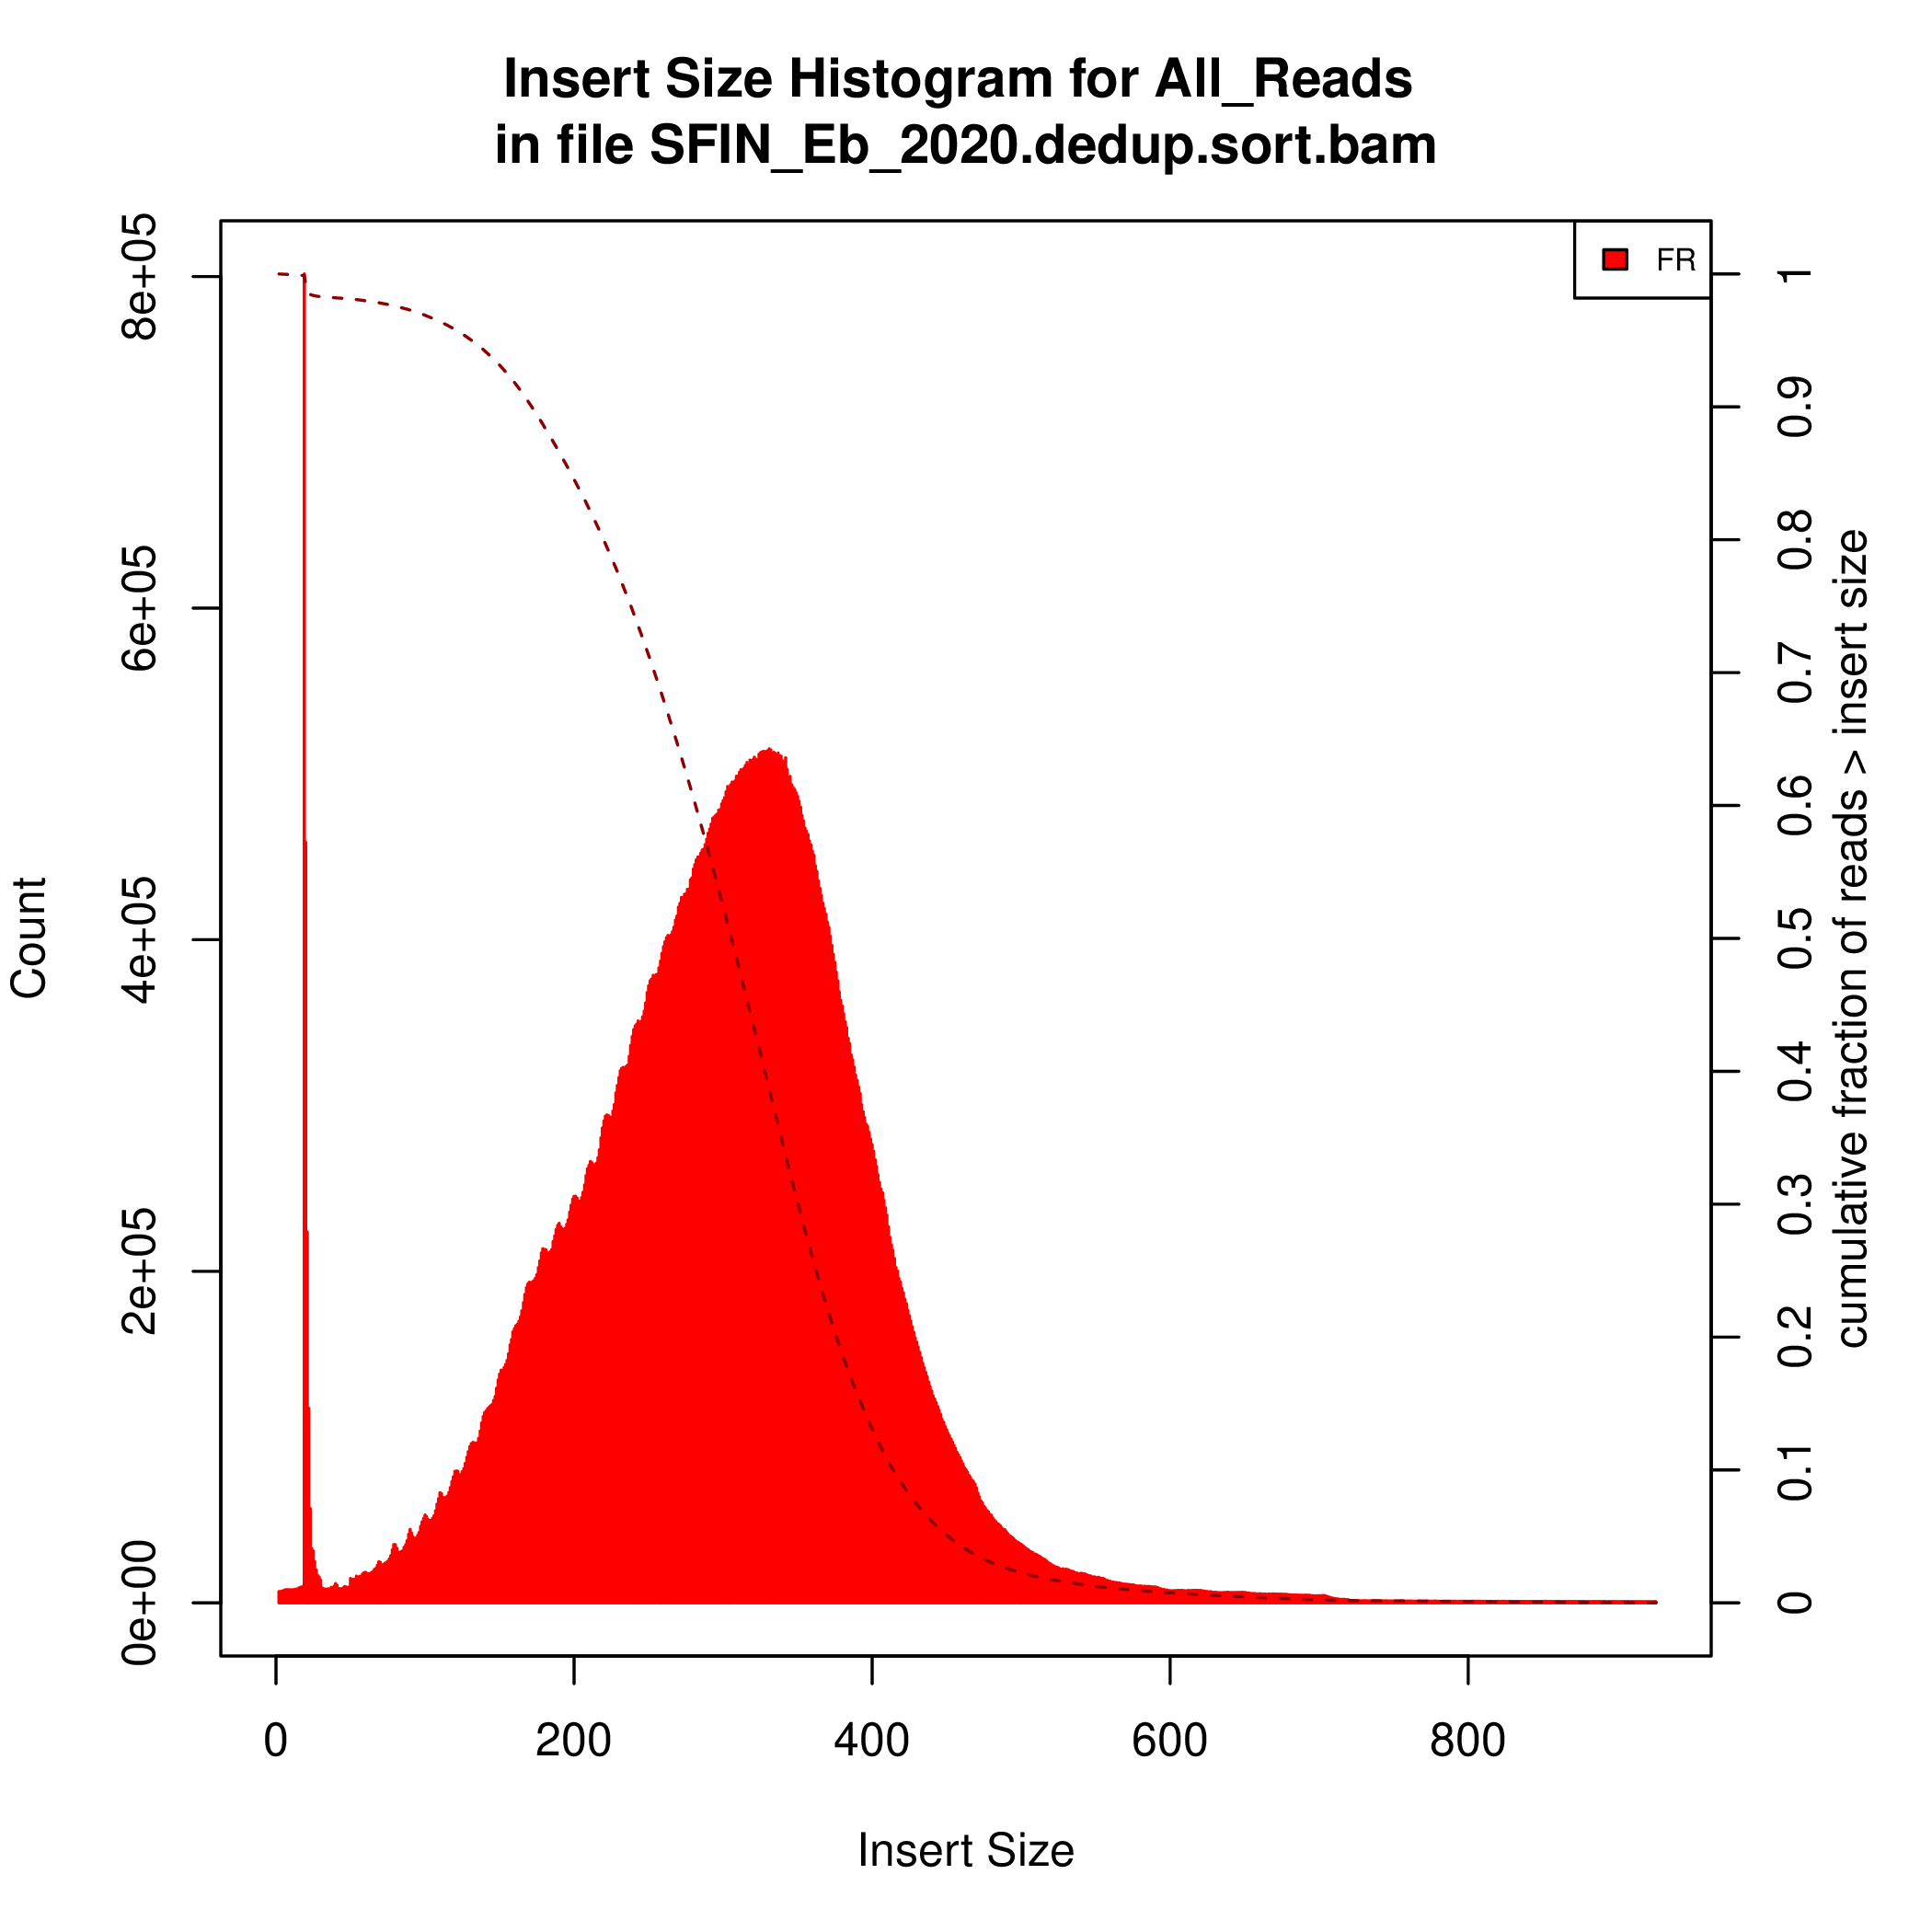 Insert Size Histogram for All_Reads
in file SFIN_Eb_2020.dedup.sort.bam
FR
Count
0e+00
2e+05
4e+05
6e+05
8e+05
0
0.1
0.2
0.3
0.4
0.5
0.6
0.7
0.8
0.9
1
cumulative fraction of reads > insert size
0 200 400 600 800
Insert Size